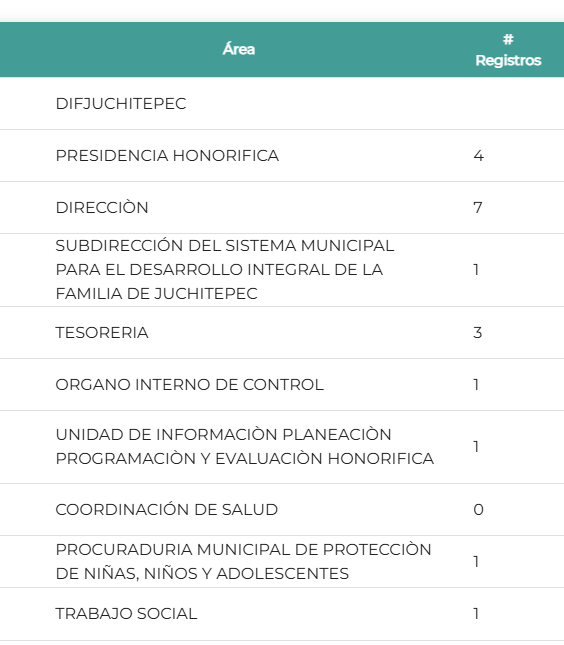 Área
#
Registros
DIFJUCHITEPEC
PRESIDENCIA HONORIFICA 4
DIRECCIÒN 7
SUBDIRECCIÓN DEL SISTEMA MUNICIPAL
PARA EL DESARROLLO INTEGRAL DE LA 1
FAMILIA DE JUCHITEPEC
TESORERIA 3
ORGANO INTERNO DE CONTROL 1
UNIDAD DE INFORMACIÒN PLANEACIÒN
PROGRAMACIÒN Y EVALUACIÒN HONORIFICA
1
COORDINACIÓN DE SALUD 0
PROCURADURIA MUNICIPAL DE PROTECCIÒN
DE NIÑAS, NIÑOS Y ADOLESCENTES
1
TRABAJO SOCIAL 1